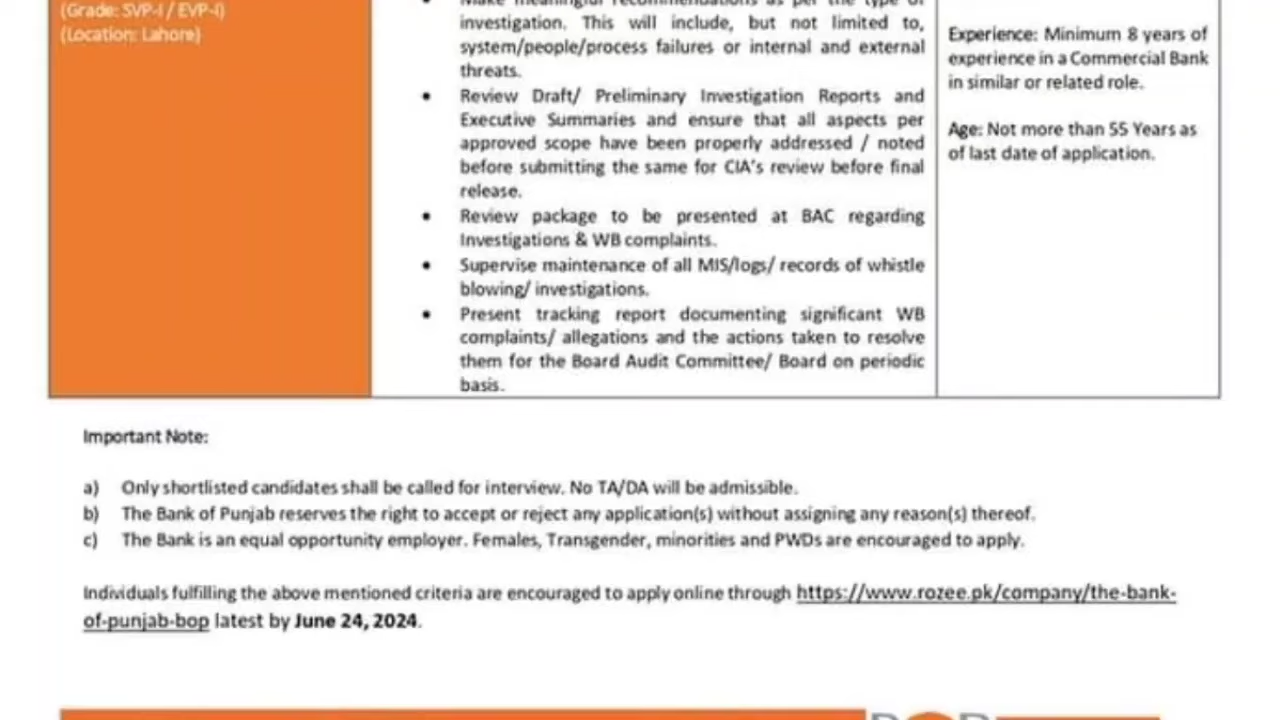 (Grade: SVP-I / EVP-I)
(Location: Lahore)
Make meaningful recommendations as per the type of
investigation. This will include, but not limited to,
system/people/process failures or internal and external
threats.
• Review Draft/ Preliminary Investigation Reports and
Executive Summaries and ensure that all aspects per
approved scope have been properly addressed / noted
before submitting the same for CIA's review before final
release.
• Review package to be presented at BAC regarding
Investigations & WB complaints.
• Supervise maintenance of all MIS/logs/ records of whistle
blowing/ investigations.
• Present tracking report documenting significant WB
complaints/ allegations and the actions taken to resolve
them for the Board Audit Committee/ Board on periodic
basis.
Experience: Minimum 8 years of
experience in a Commercial Bank
in similar or related role.
Age: Not more than 55 Years as
of last date of application.
Important Note:
a) Only shortlisted candidates shall be called for interview. No TA/DA will be admissible.
b) The Bank of Punjab reserves the right to accept or reject any application(s) without assigning any reason(s) thereof.
c) The Bank is an equal opportunity employer. Females, Transgender, minorities and PWDs are encouraged to apply.
Individuals fulfilling the above mentioned criteria are encouraged to apply online through https://www.rozee.pk/company/the-bank-
of-punjab-bop latest by June 24, 2024.